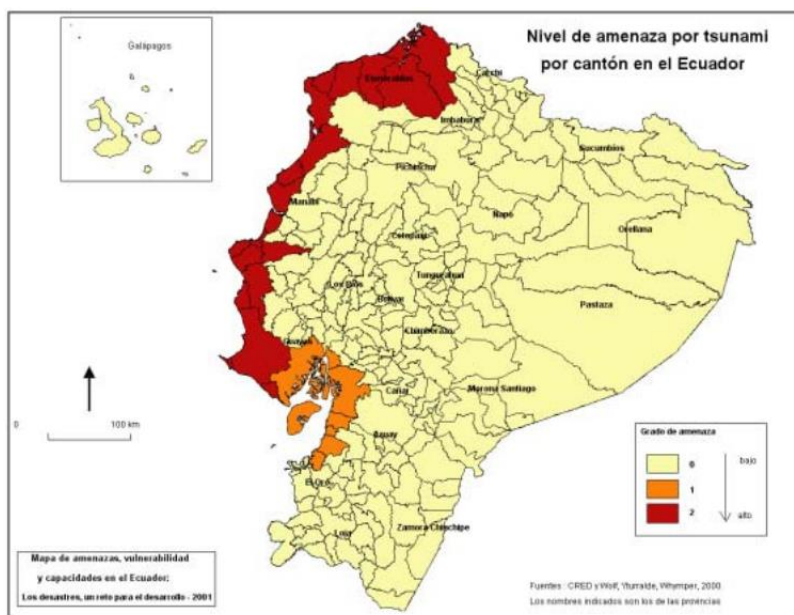 Galápagos
Nivel de amenaza por tsunami
por cantón en el Ecuador
Esmeraldas
Carchi
Imbabura
Sucumbios
Pichincha
Manabí
Napo
Orellana
Cotopaxi
Tungurahua
Los Ríos
Bolívar
Pastaza
Chimborazo
Guayas
Cañar
Morona Santiago
Azuay
El Oro
Loja
Zamora Chinchipe
0
100 km
Grado de amenaza
0
bajo
1
2
alto
Mapa de amenazas, vulnerabilidad
y capacidades en el Ecuador:
Los desastres, un reto para el desarrollo - 2001
Fuentes : CRED y Wolf, Yturralde, Whymper, 2000.
Los nombres indicados son los de las provincias